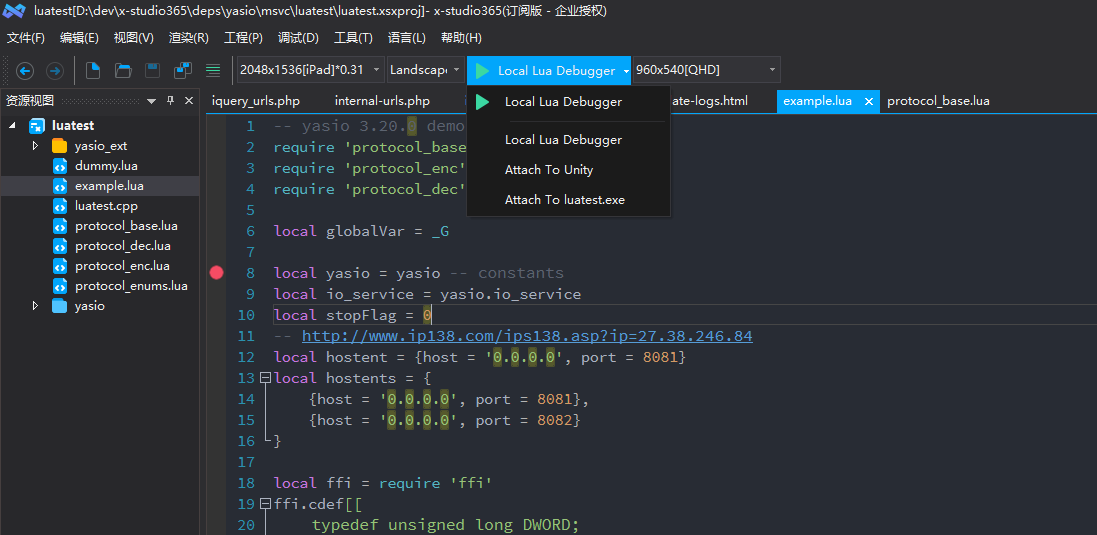 luatest[D:\dev\x-studio365\deps\yasio\msvc\luatest\luatest.xsxproj]- x-studio365(订阅版 - 企业授权)
文件(F) 编辑(E) 视图(V) 渲染(R) 工程(P) 调试(D) 工具(T) 语言(L) 帮助(H)
2048x1536[iPad]*0.31 Landscape Local Lua Debugger 960x540[QHD]
资源视图
iquery_urls.php internal-urls.php ate-logs.html example.lua protocol_base.lua
luatest
yasio_ext
dummy.lua
example.lua
luatest.cpp
protocol_base.lua
protocol_dec.lua
protocol_enc.lua
protocol_enums.lua
yasio
Local Lua Debugger
Local Lua Debugger
Attach To Unity
Attach To luatest.exe
1 -- yasio 3.20.0 demo
2 require 'protocol_base
3 require 'protocol_enc'
4 require 'protocol_dec'
5
6 local globalVar = _G
7
8 local yasio = yasio -- constants
9 local io_service = yasio.io_service
10 local stopFlag = 0
11 -- http://www.ip138.com/ips138.asp?ip=27.38.246.84
12 local hostent = {host = '0.0.0.0', port = 8081}
13 local hostents = {
14 {host = '0.0.0.0', port = 8081},
15 {host = '0.0.0.0', port = 8082}
16 }
17
18 local ffi = require 'ffi'
19 ffi.cdef[[
20 typedef unsigned long DWORD;